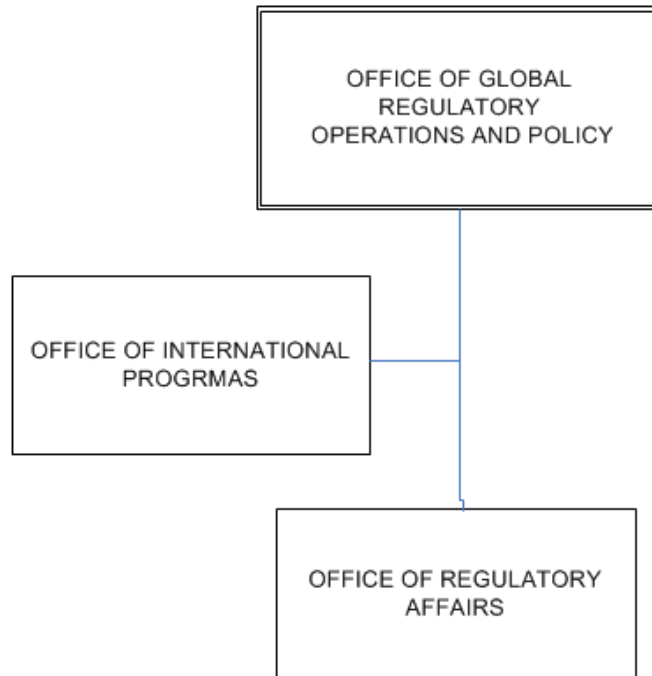 OFFICE OF GLOBAL
REGULATORY
OPERATIONS AND POLICY
OFFICE OF INTERNATIONAL
PROGRMAS
OFFICE OF REGULATORY
AFFAIRS